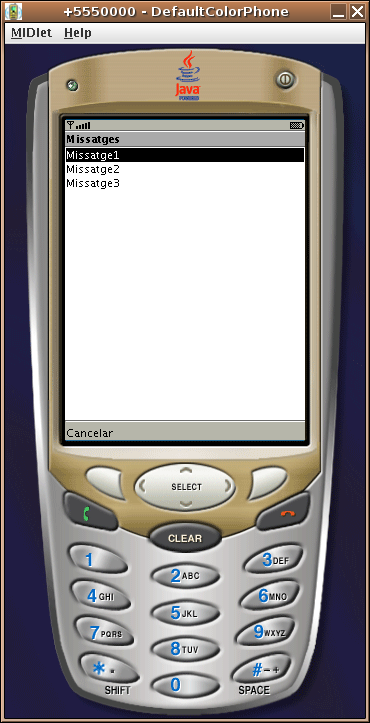 +5550000 - DefaultColorPhone
MIDlet Help
Java
POWERED
Missatges
Missatge1
Missatge2
Missatge3
Cancelar
SELECT
CLEAR
1
2 ABC
3 DEF
4 GHI
5 JKL
6 MNO
7 PQRS
8 TUV
9 WXYZ
* .
0
# - +
SHIFT
SPACE